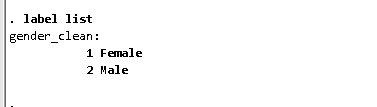 . label list
gender_clean:
1 Female
2 Male
.